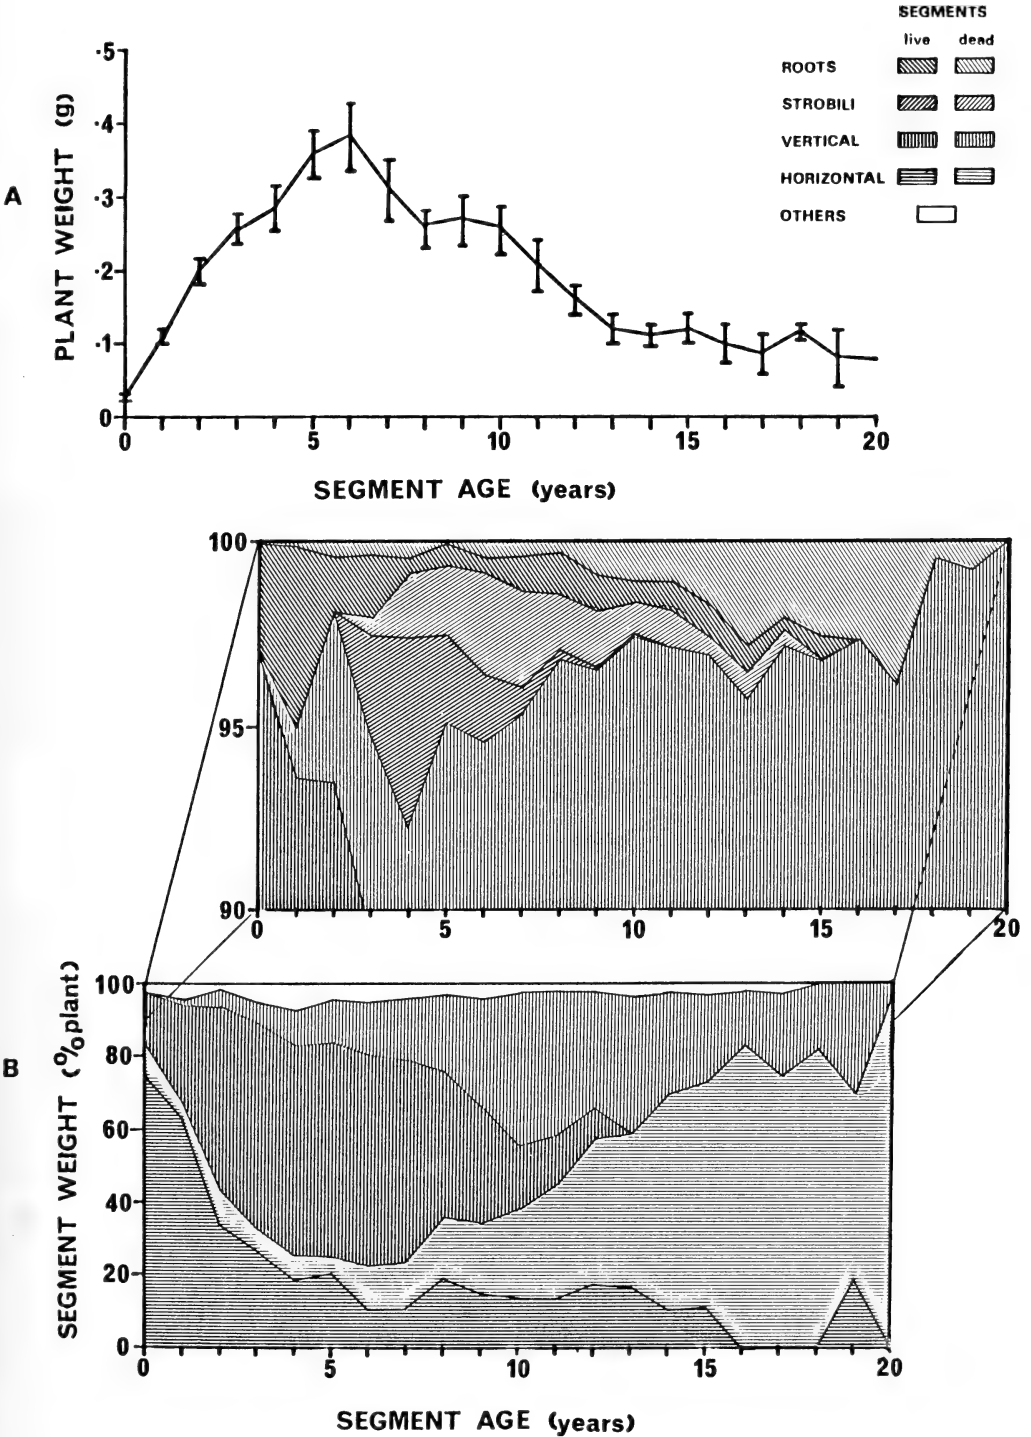 SEGMENTS
live dead
ROOTS
STROBILI
VERTICAL
HORIZONTAL
OTHERS
A
PLANT WEIGHT (g)
·5
·4
·3
·2
·1
0
0 5 10 15 20
SEGMENT AGE (years)
100
95
90
0 5 10 15 20
B
SEGMENT WEIGHT (%plant)
100
80
60
40
20
0
0 5 10 15 20
SEGMENT AGE (years)